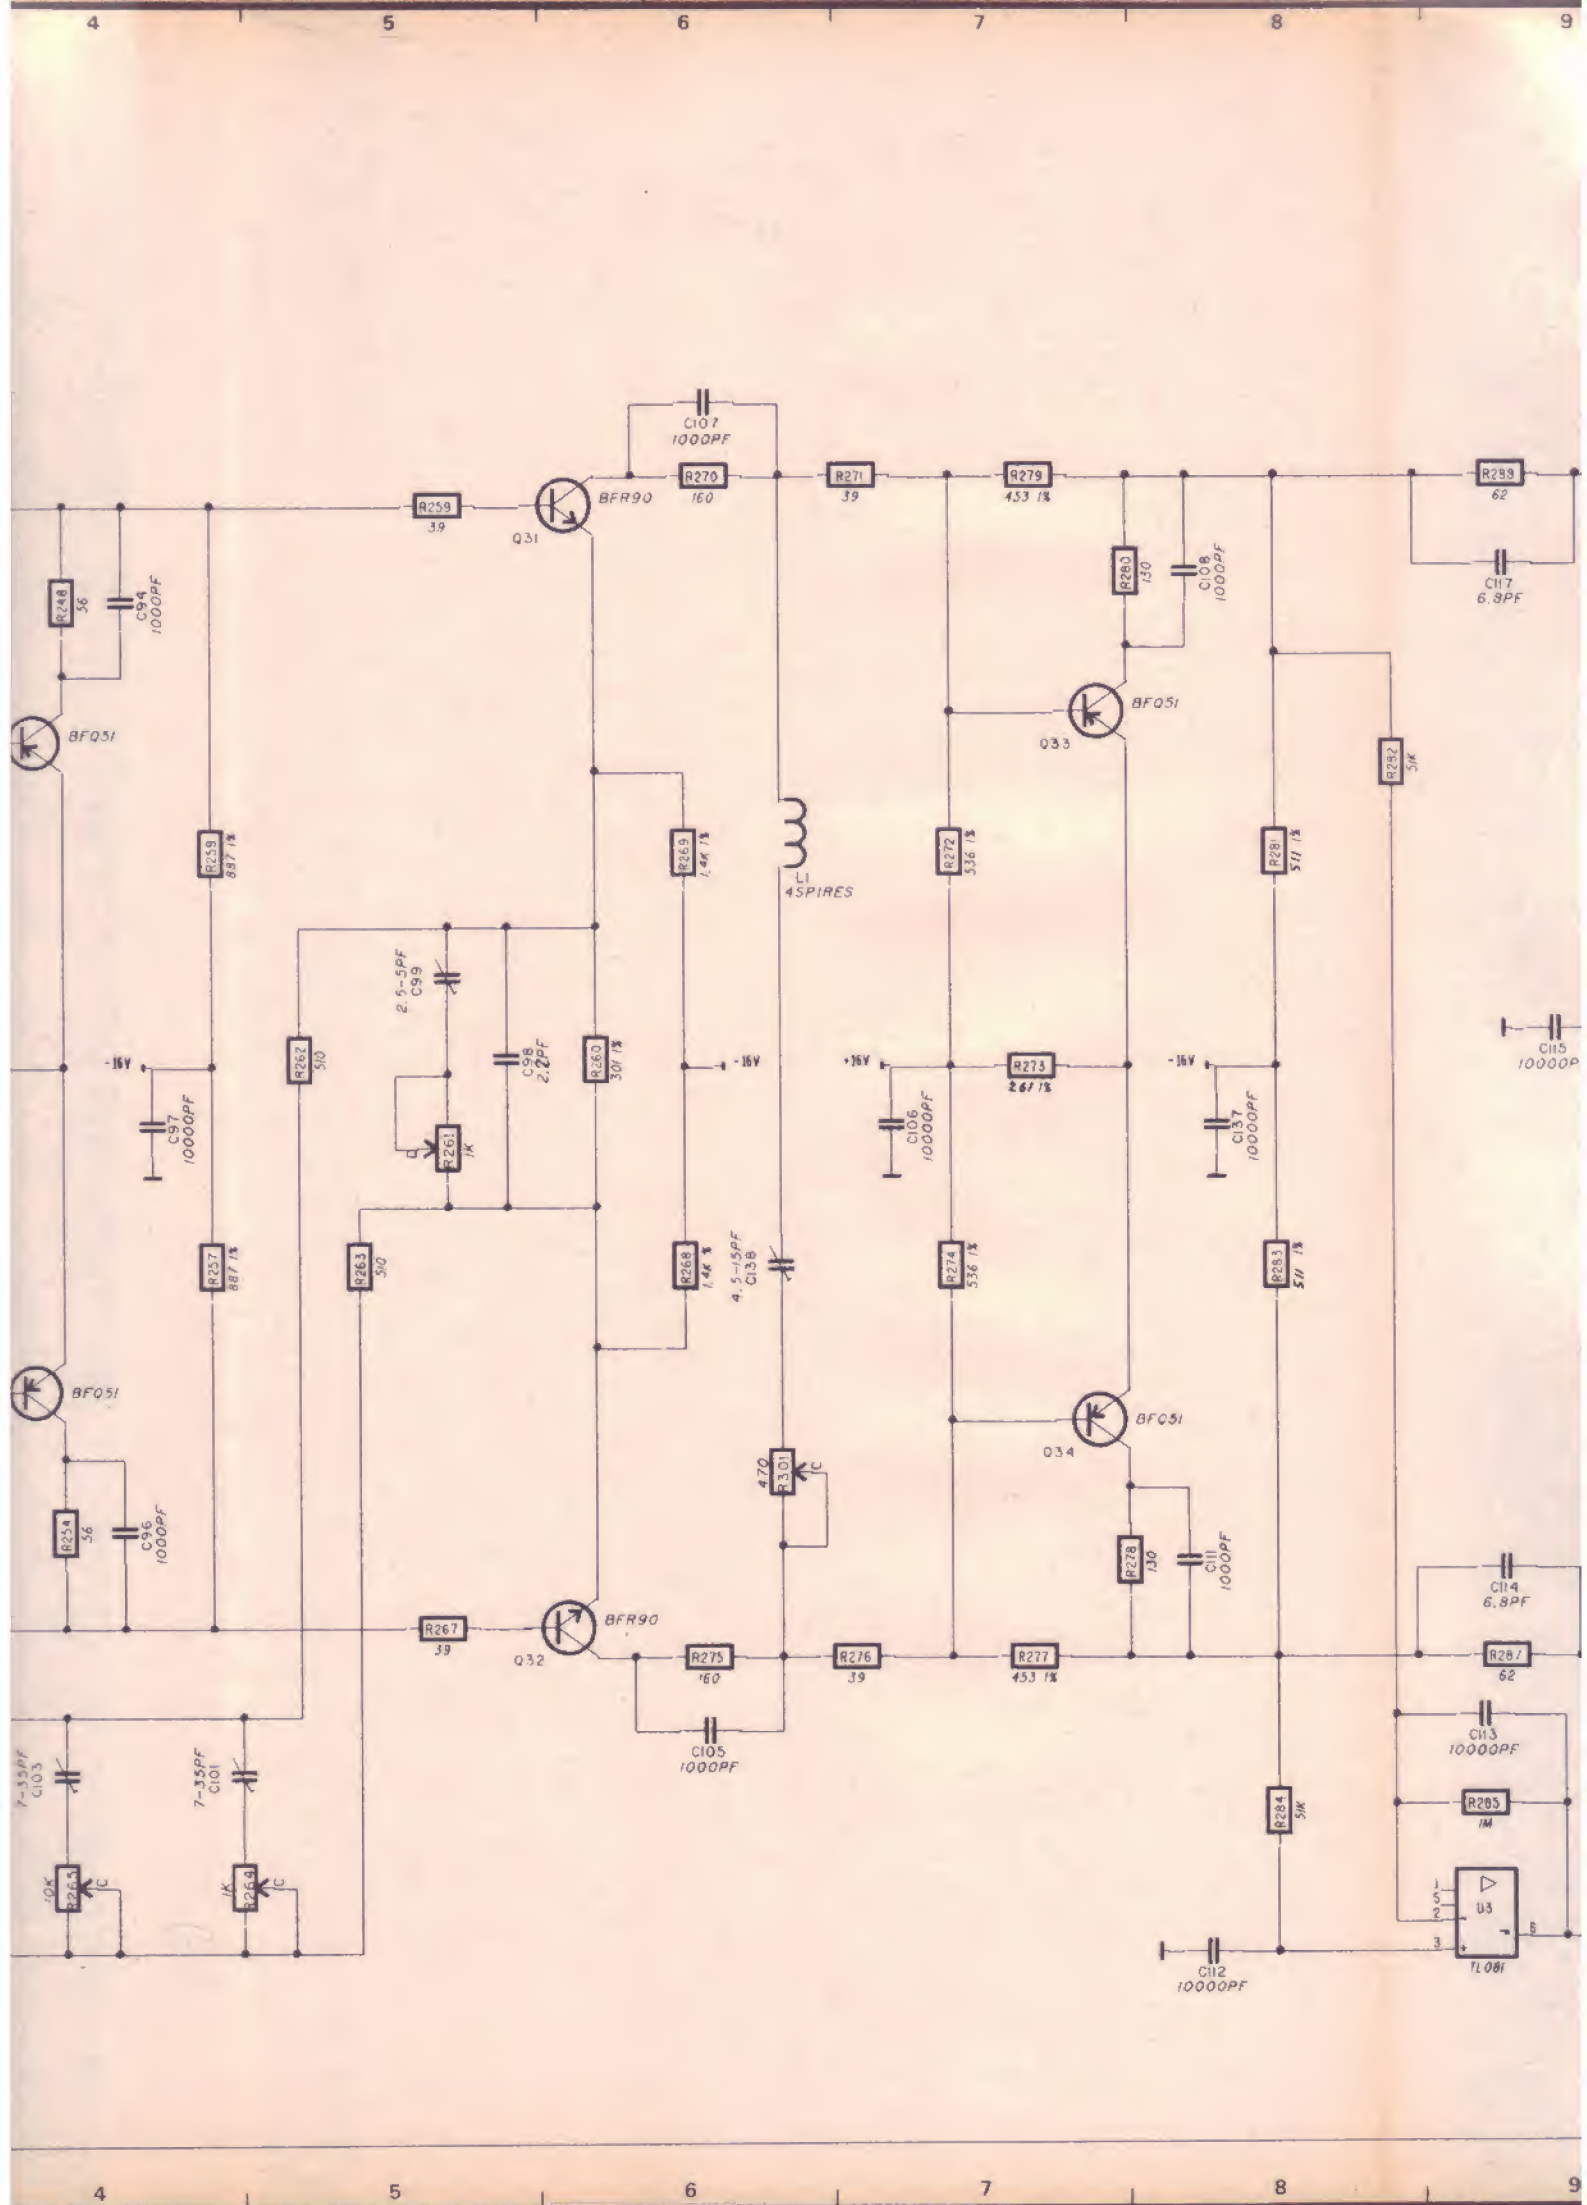 4 5 6 7 8 9
C107
1000PF
R270
160
R271
39
R279
453 1%
R288
62
R259
39
BFR90
Q31
R248
56
C94
1000PF
R280
130
C108
1000PF
C117
6,8PF
BFQ51
BFQ51
Q33
R282
51K
R259
887 1%
R269
1,4K 1%
L1
4SPIRES
R272
536 1%
R281
511 1%
2.5-5PF
C99
R262
510
C98
2.2PF
R260
301 1%
-16V
-16V
+16V
R273
261 1%
-16V
C115
10000P
C97
10000PF
R261
1K
C106
10000PF
C137
10000PF
R257
887 1%
R263
510
R268
1,4K %
4.5-15PF
C138
R274
536 1%
R283
511 1%
BFQ51
BFQ51
Q34
470
R301
C
R254
56
C96
1000PF
R278
130
C111
1000PF
C114
6,8PF
R267
39
BFR90
Q32
R275
160
R276
39
R277
453 1%
R287
62
C105
1000PF
C113
10000PF
7-35PF
C103
7-35PF
C101
R284
51K
R285
1M
10K
R265
C
1K
R264
C
1
5
2
3
-
+
U3
6
TL081
C112
10000PF
4 5 6 7 8 9